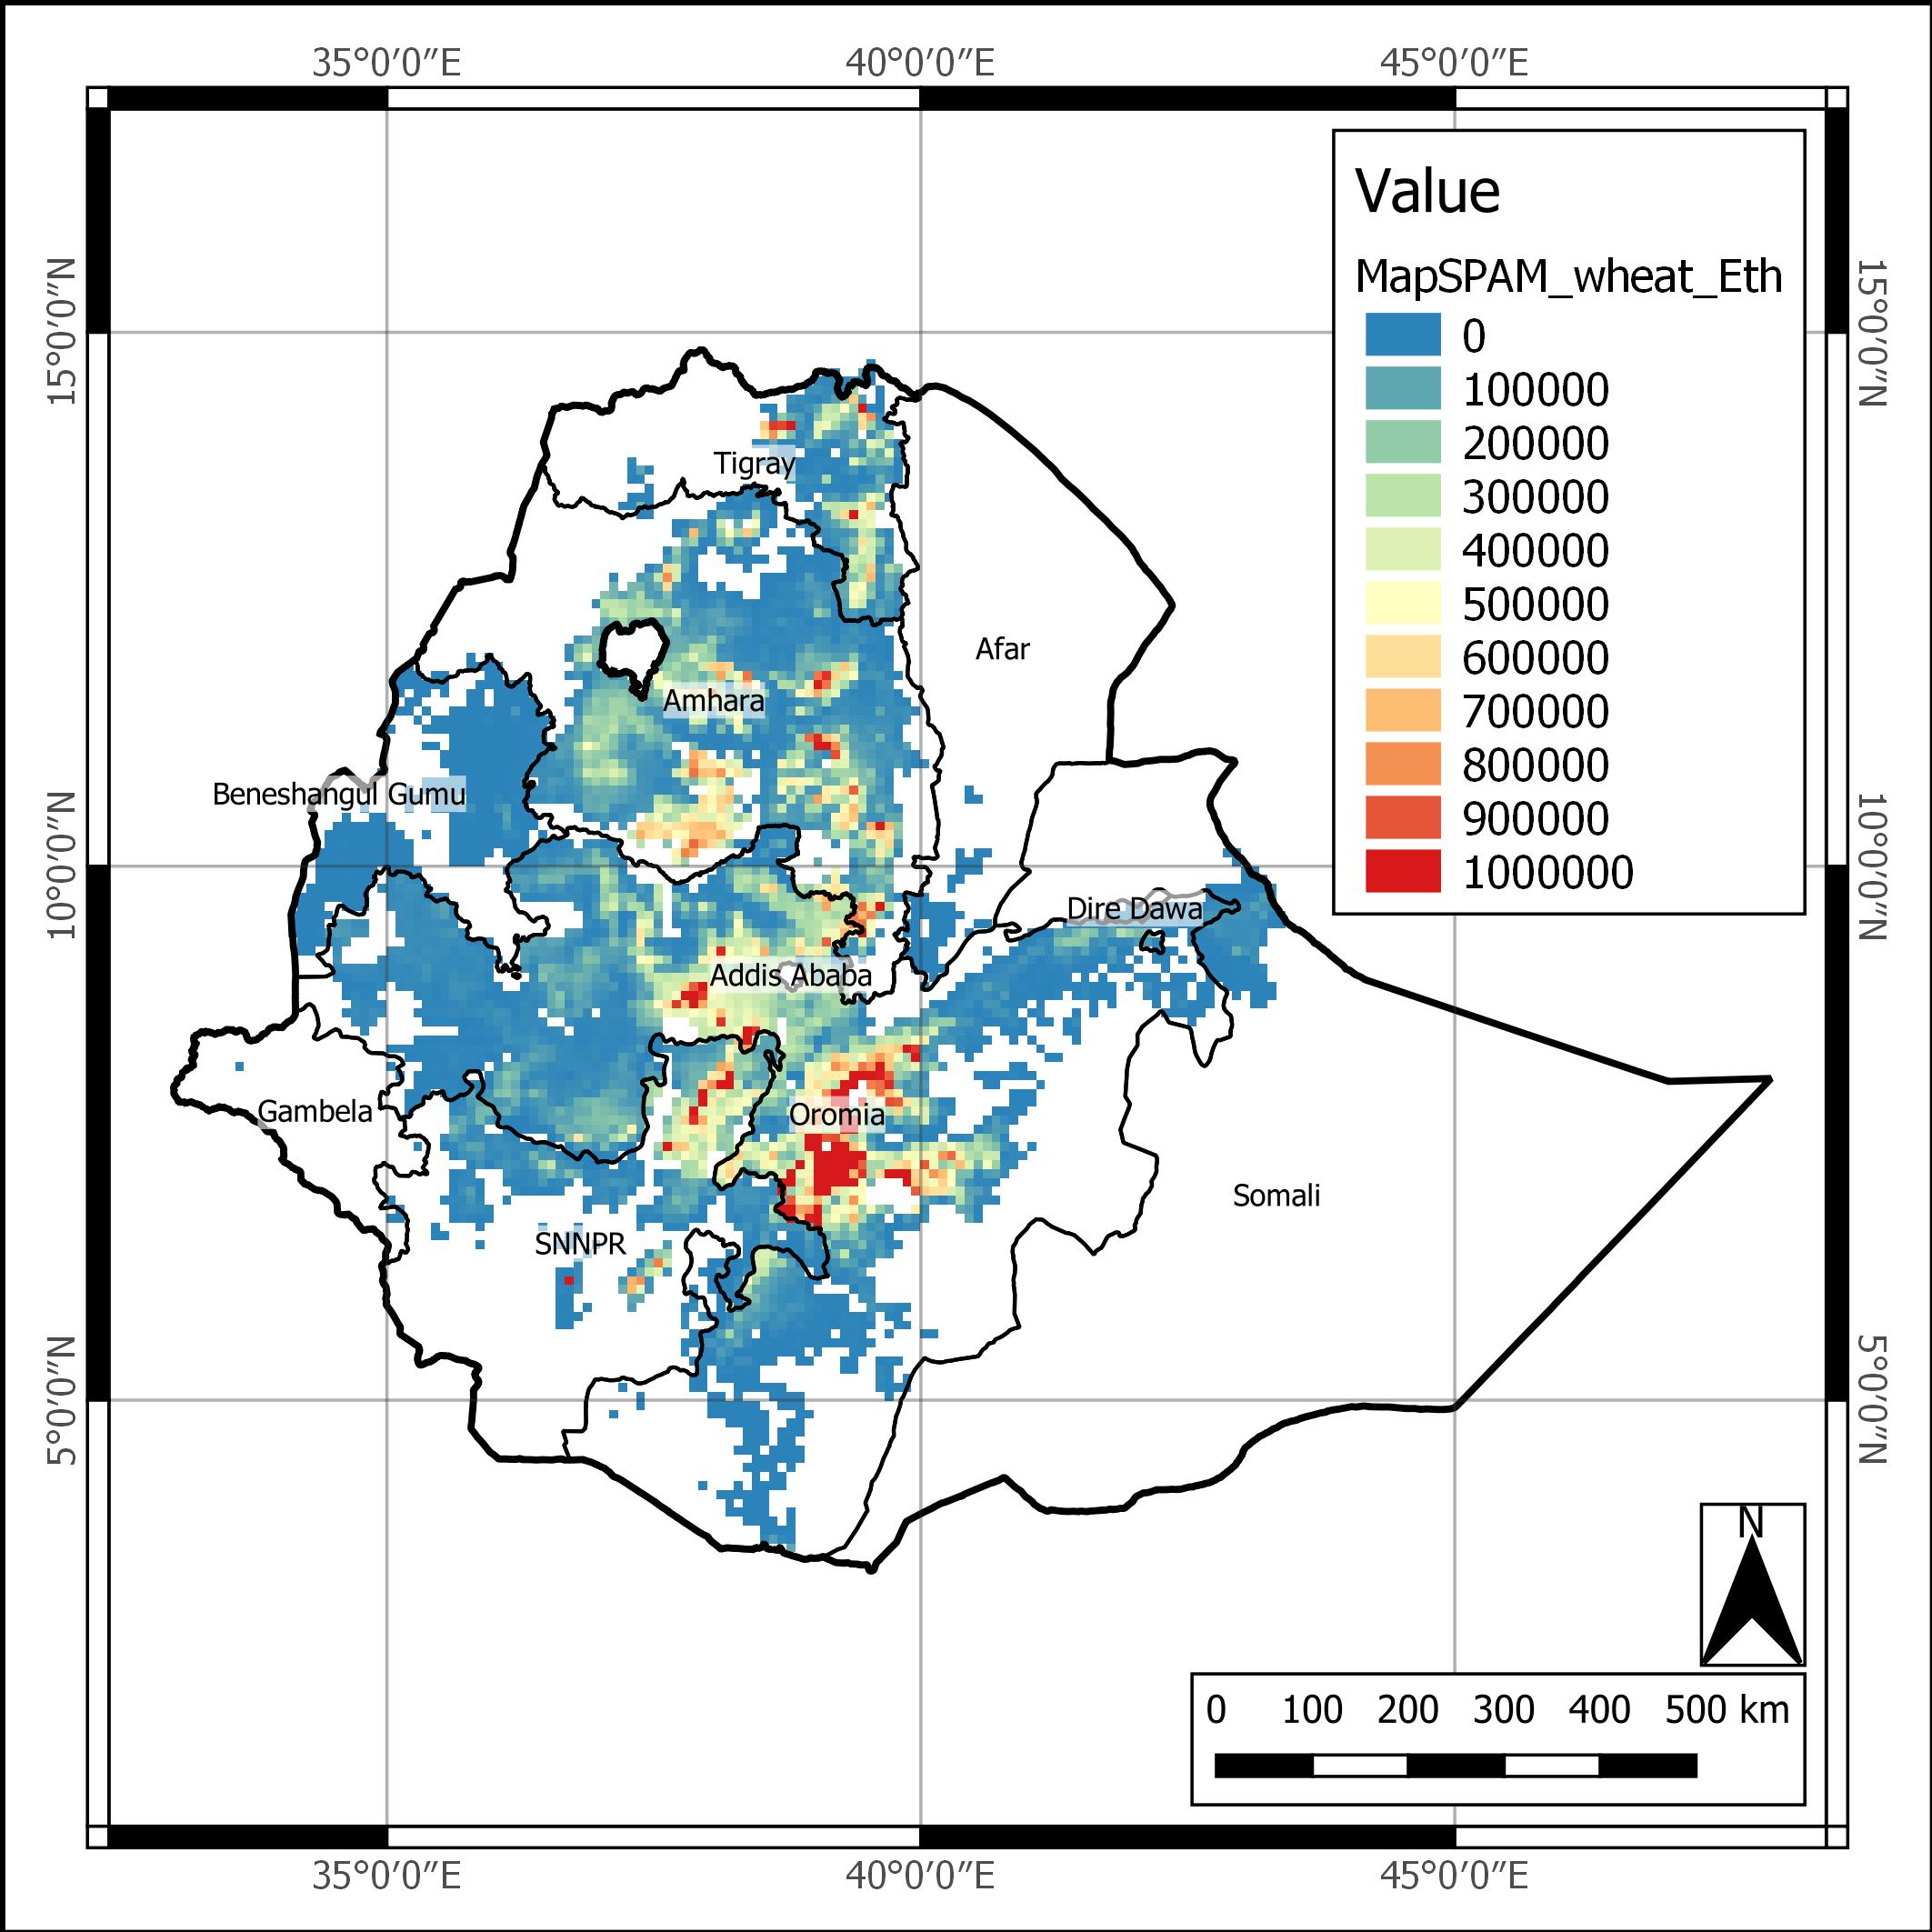 35°0′0″E 40°0′0″E 45°0′0″E
Value
MapSPAM_wheat_Eth
0
100000
200000
300000
400000
500000
600000
700000
800000
900000
1000000
15°0′0″N 15°0′0″N
10°0′0″N 10°0′0″N
5°0′0″N 5°0′0″N
Tigray
Afar
Amhara
Beneshangul Gumu
Dire Dawa
Addis Ababa
Gambela
Oromia
Somali
SNNPR
N
0 100 200 300 400 500 km
35°0′0″E 40°0′0″E 45°0′0″E